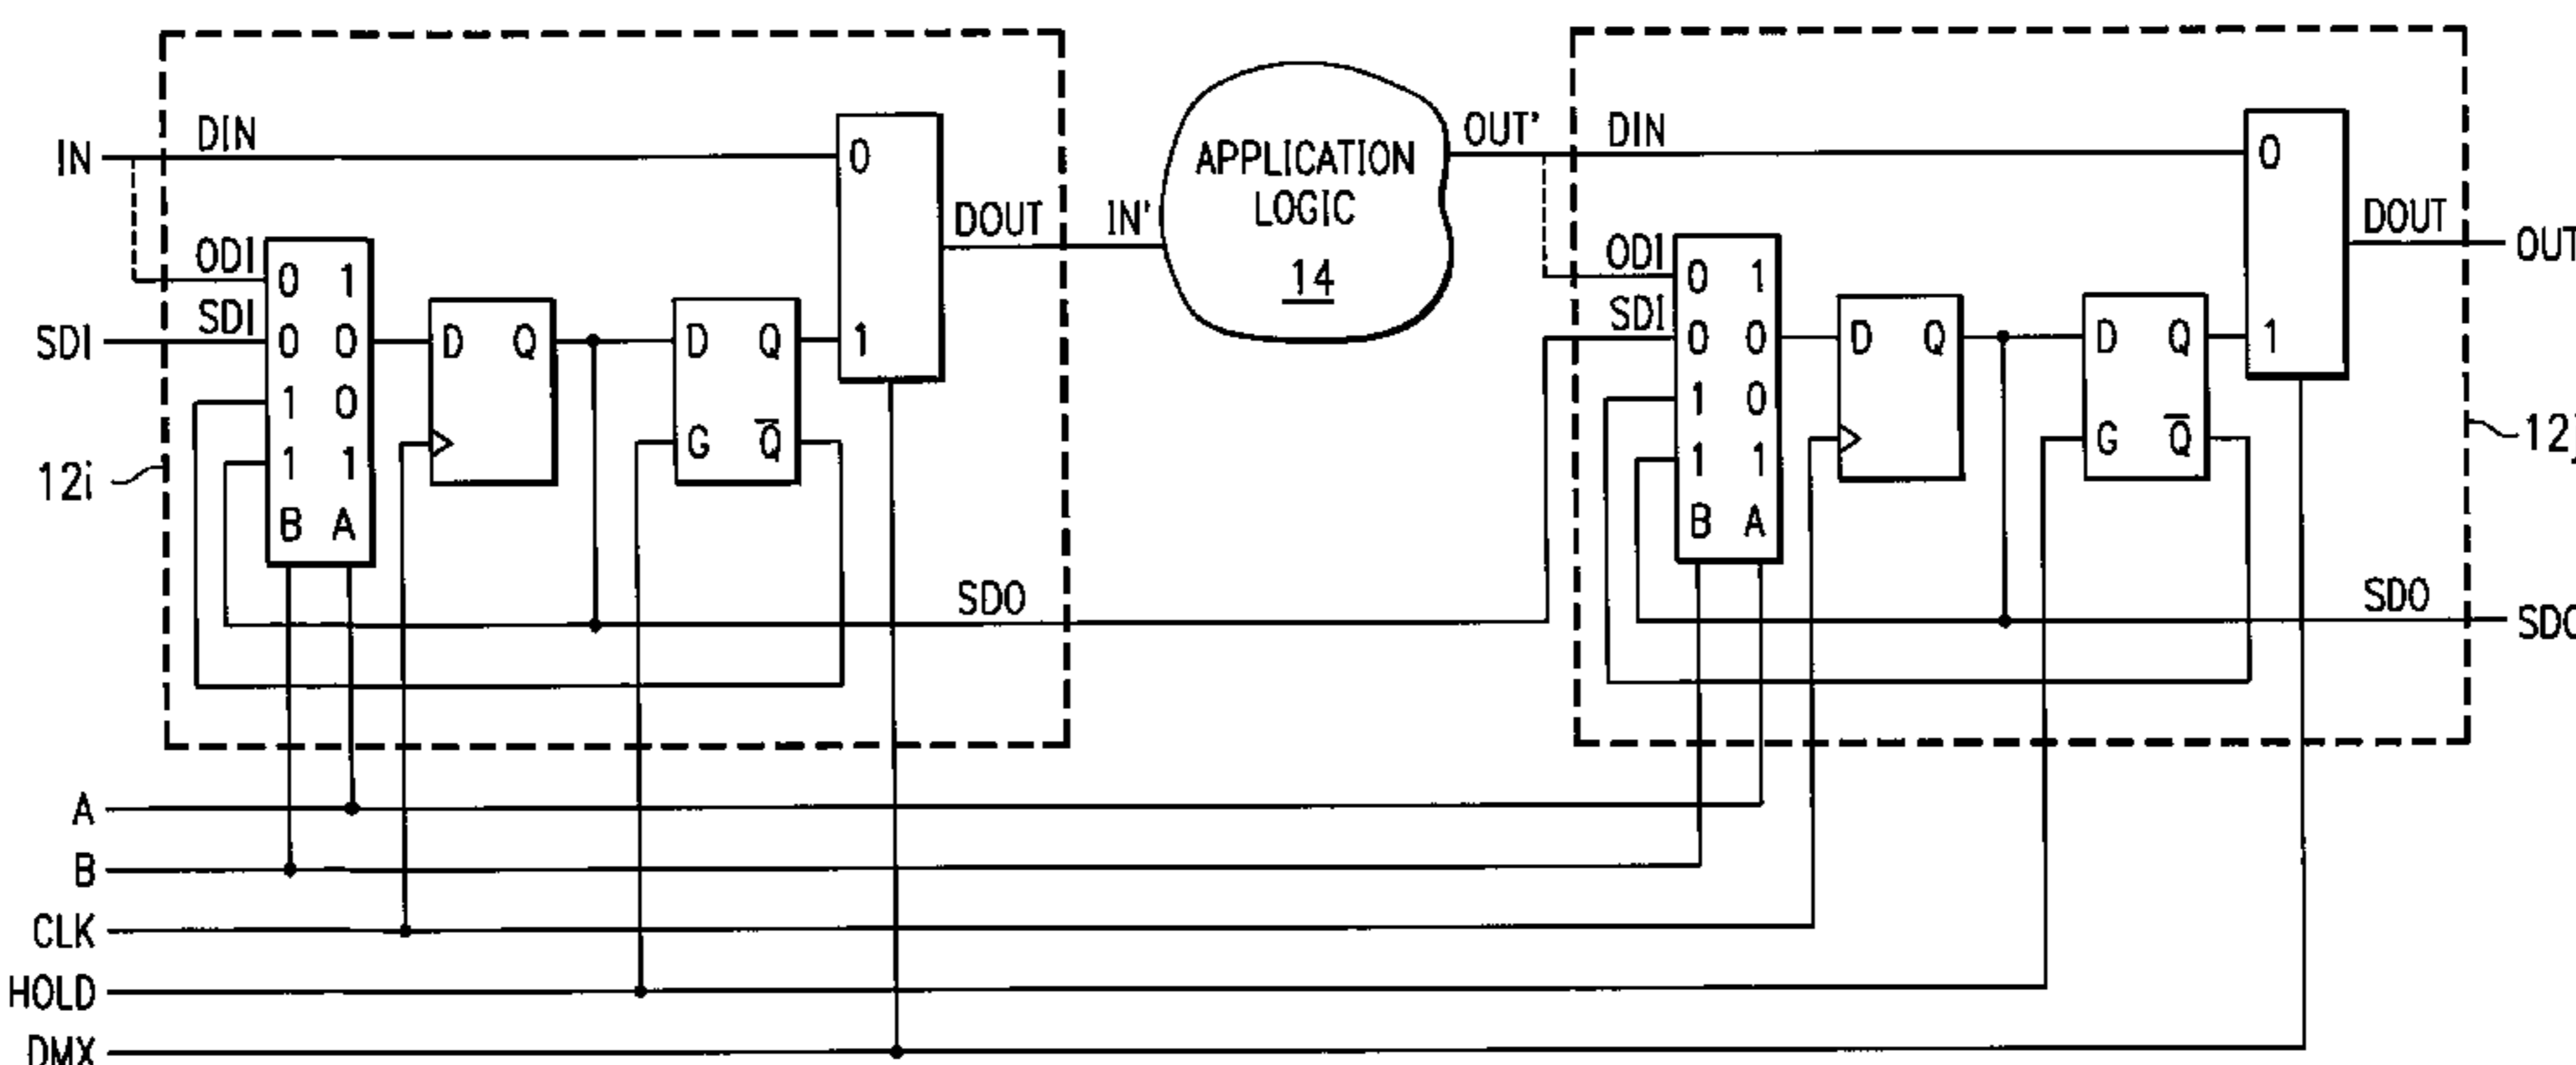 IN
DIN
0
DOUT
IN'
APPLICATION
LOGIC
14
OUT'
DIN
0
DOUT
OUT
ODI
0 1
SDI
SDI
0 0
D Q
D Q
1
1 0
G Q̅
1 1
B A
12i
SDO
ODI
0 1
SDI
0 0
D Q
D Q
1
1 0
G Q̅
1 1
B A
12j
SDO
SDO
A
B
CLK
HOLD
DMX